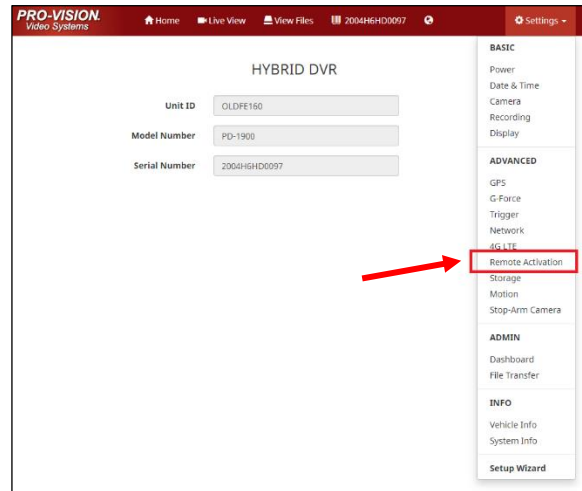 PRO-VISION.
Video Systems
Home Live View View Files 2004H6HD0097 Settings
HYBRID DVR
Unit ID OLDFE160
Model Number PD-1900
Serial Number 2004H6HD0097
BASIC
Power
Date & Time
Camera
Recording
Display
ADVANCED
GPS
G-Force
Trigger
Network
4G LTE
Remote Activation
Storage
Motion
Stop-Arm Camera
ADMIN
Dashboard
File Transfer
INFO
Vehicle Info
System Info
Setup Wizard